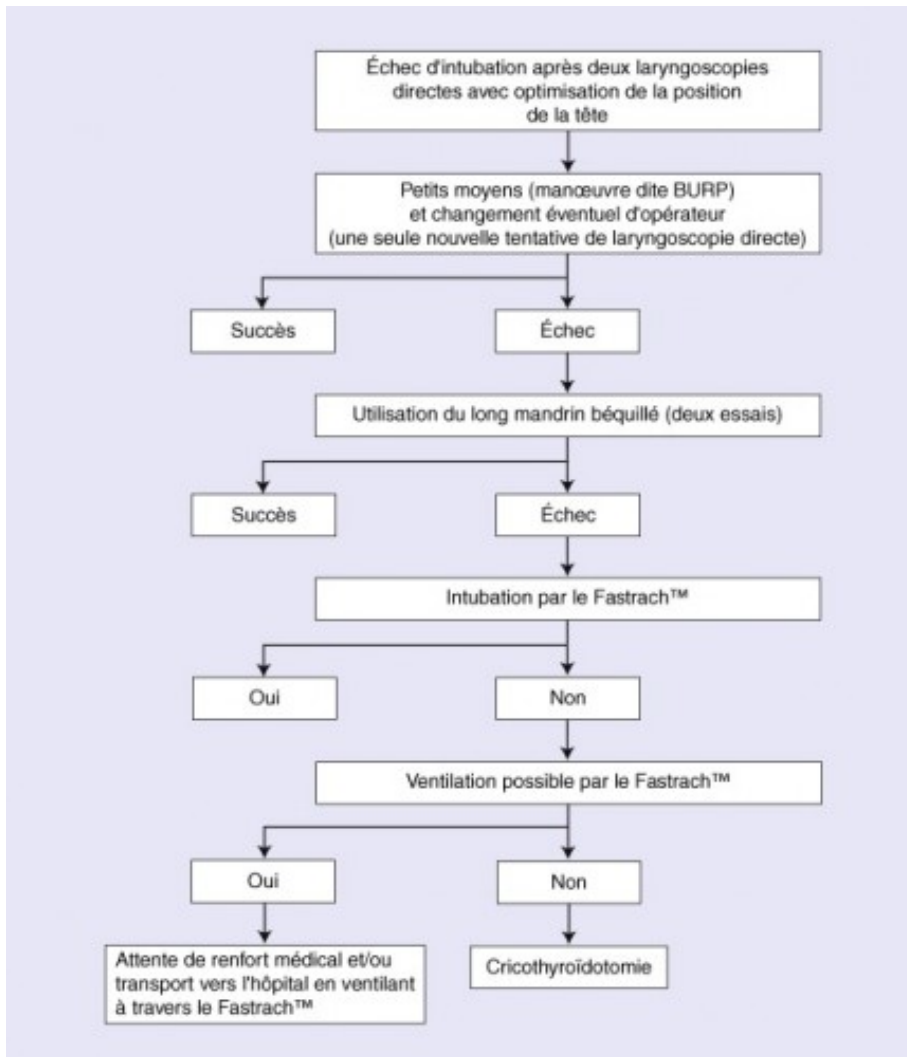 Échec d'intubation après deux laryngoscopies
directes avec optimisation de la position
de la tête
Petits moyens (manœuvre dite BURP)
et changement éventuel d'opérateur
(une seule nouvelle tentative de laryngoscopie directe)
Succès
Échec
Utilisation du long mandrin béquillé (deux essais)
Succès
Échec
Intubation par le Fastrach™
Oui
Non
Ventilation possible par le Fastrach™
Oui
Non
Attente de renfort médical et/ou
transport vers l'hôpital en ventilant
à travers le Fastrach™
Cricothyroïdotomie